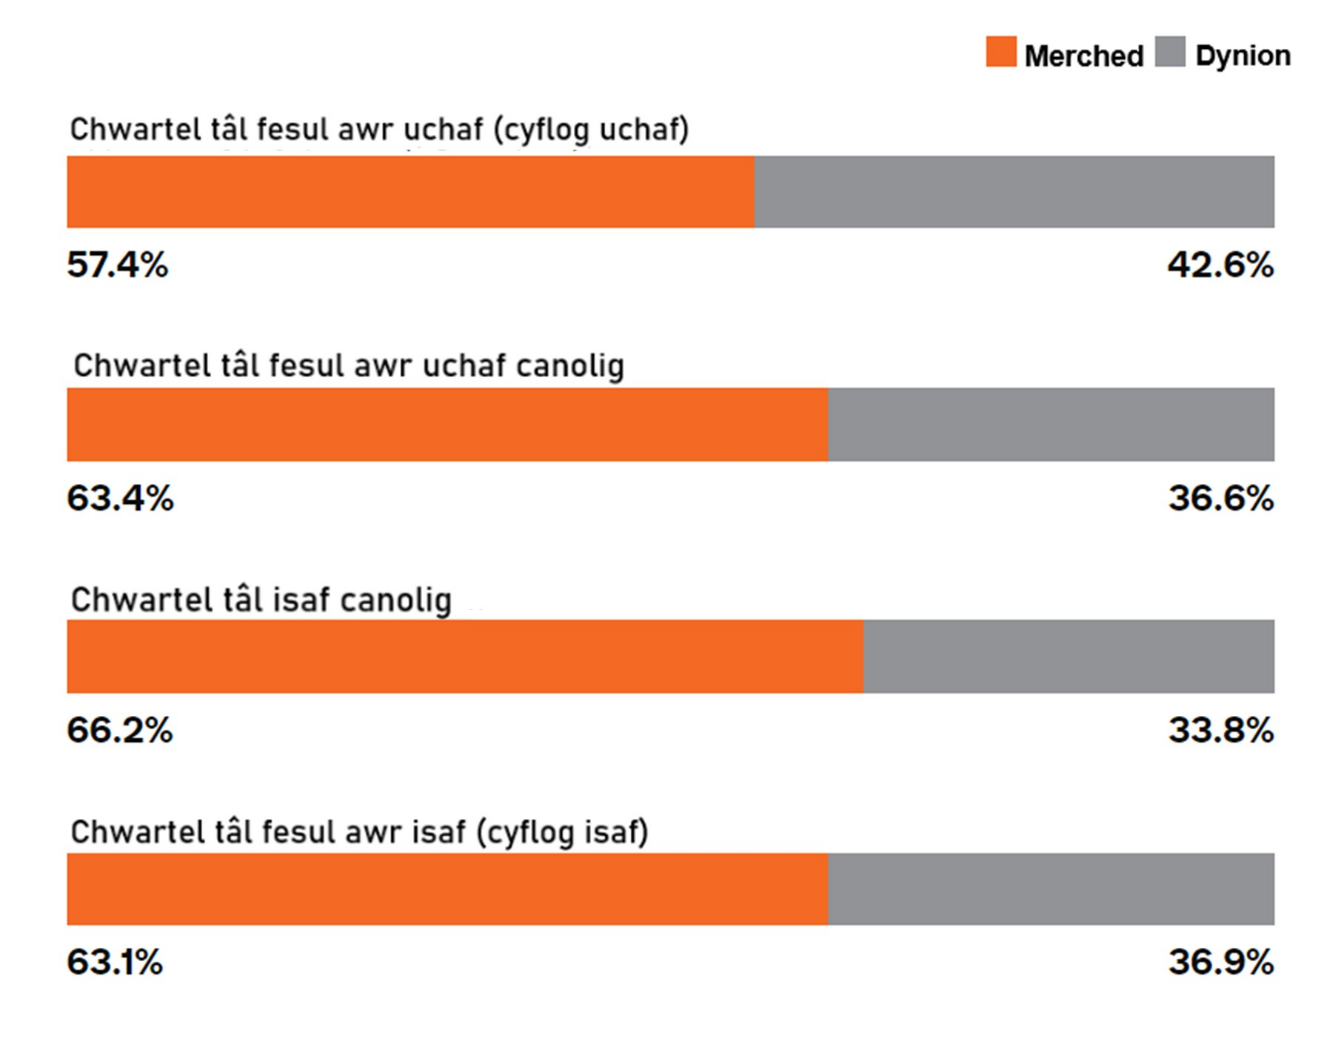 Merched Dynion
Chwartel tâl fesul awr uchaf (cyflog uchaf)
57.4% 42.6%
Chwartel tâl fesul awr uchaf canolig
63.4% 36.6%
Chwartel tâl isaf canolig
66.2% 33.8%
Chwartel tâl fesul awr isaf (cyflog isaf)
63.1% 36.9%